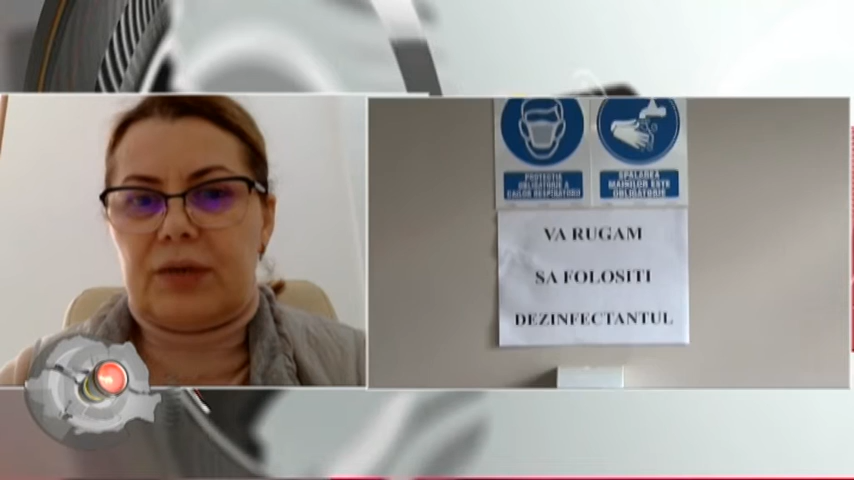 PROTECTIE
OBLIGATORIE A
CAILOR RESPIRATORII
SPALAREA
MAINILOR ESTE
OBLIGATORIE
VA RUGAM
SA FOLOSITI
DEZINFECTANTUL